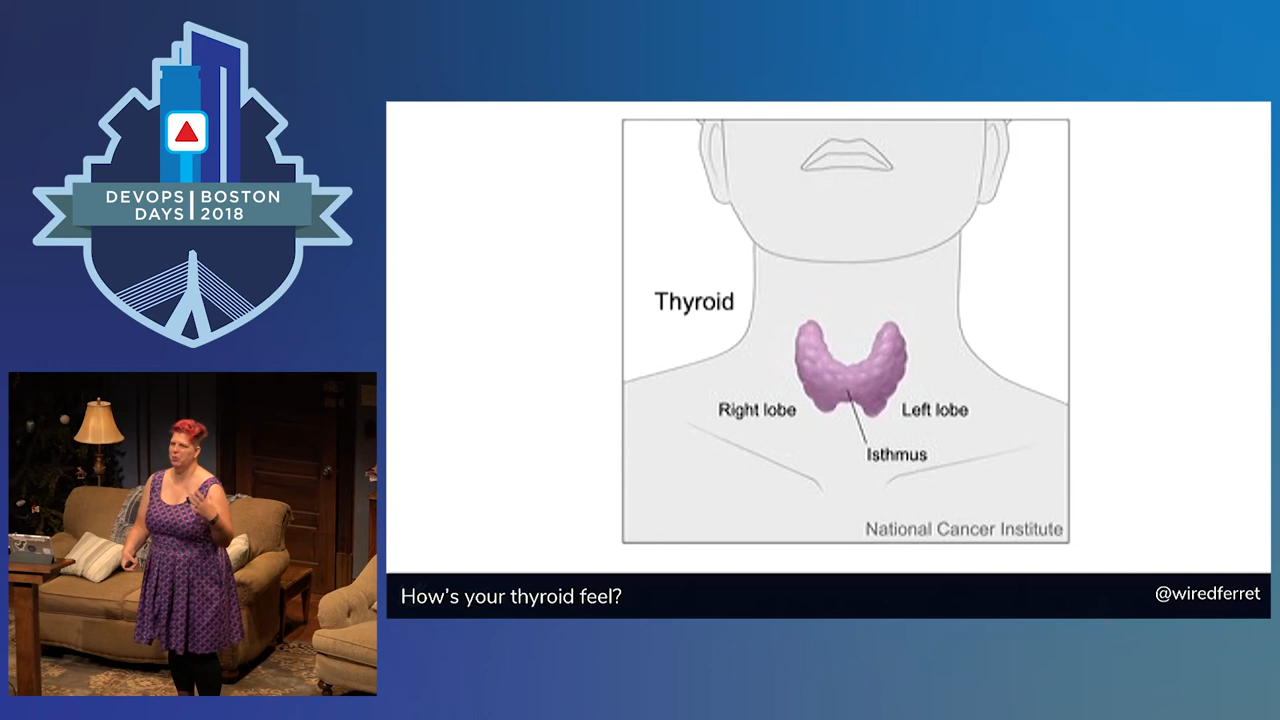 DEVOPS BOSTON
DAYS 2018
Thyroid
Right lobe
Left lobe
Isthmus
National Cancer Institute
How's your thyroid feel?
@wiredferret